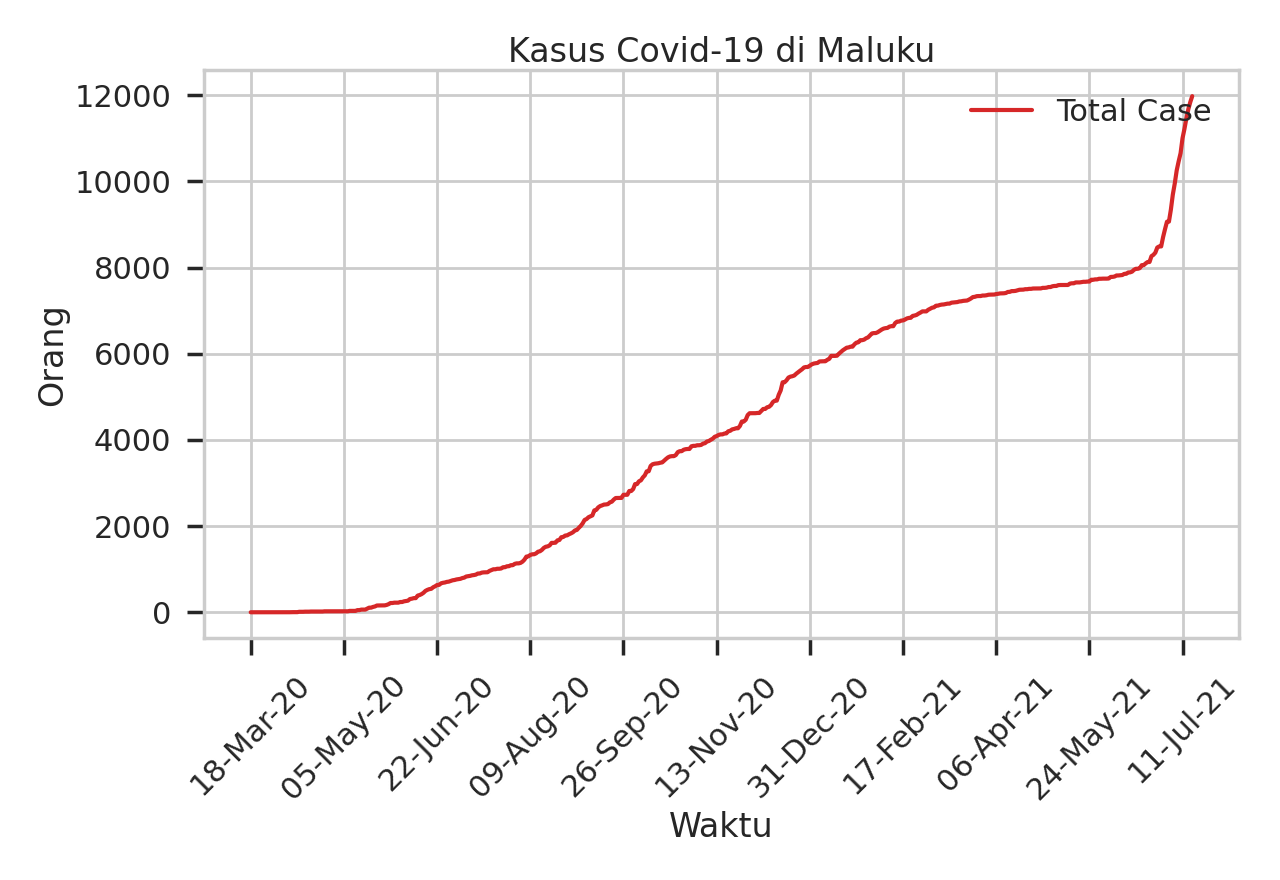 Kasus Covid-19 di Maluku
Total Case
12000
10000
8000
6000
4000
2000
0
Orang
18-Mar-20
05-May-20
22-Jun-20
09-Aug-20
26-Sep-20
13-Nov-20
31-Dec-20
17-Feb-21
06-Apr-21
24-May-21
11-Jul-21
Waktu